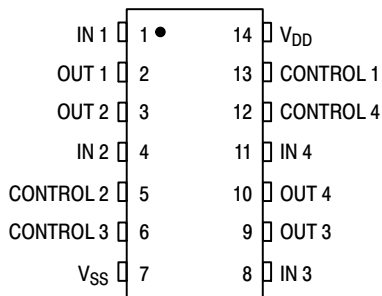 IN 1 1 14 V_DD
OUT 1 2 13 CONTROL 1
OUT 2 3 12 CONTROL 4
IN 2 4 11 IN 4
CONTROL 2 5 10 OUT 4
CONTROL 3 6 9 OUT 3
V_SS 7 8 IN 3